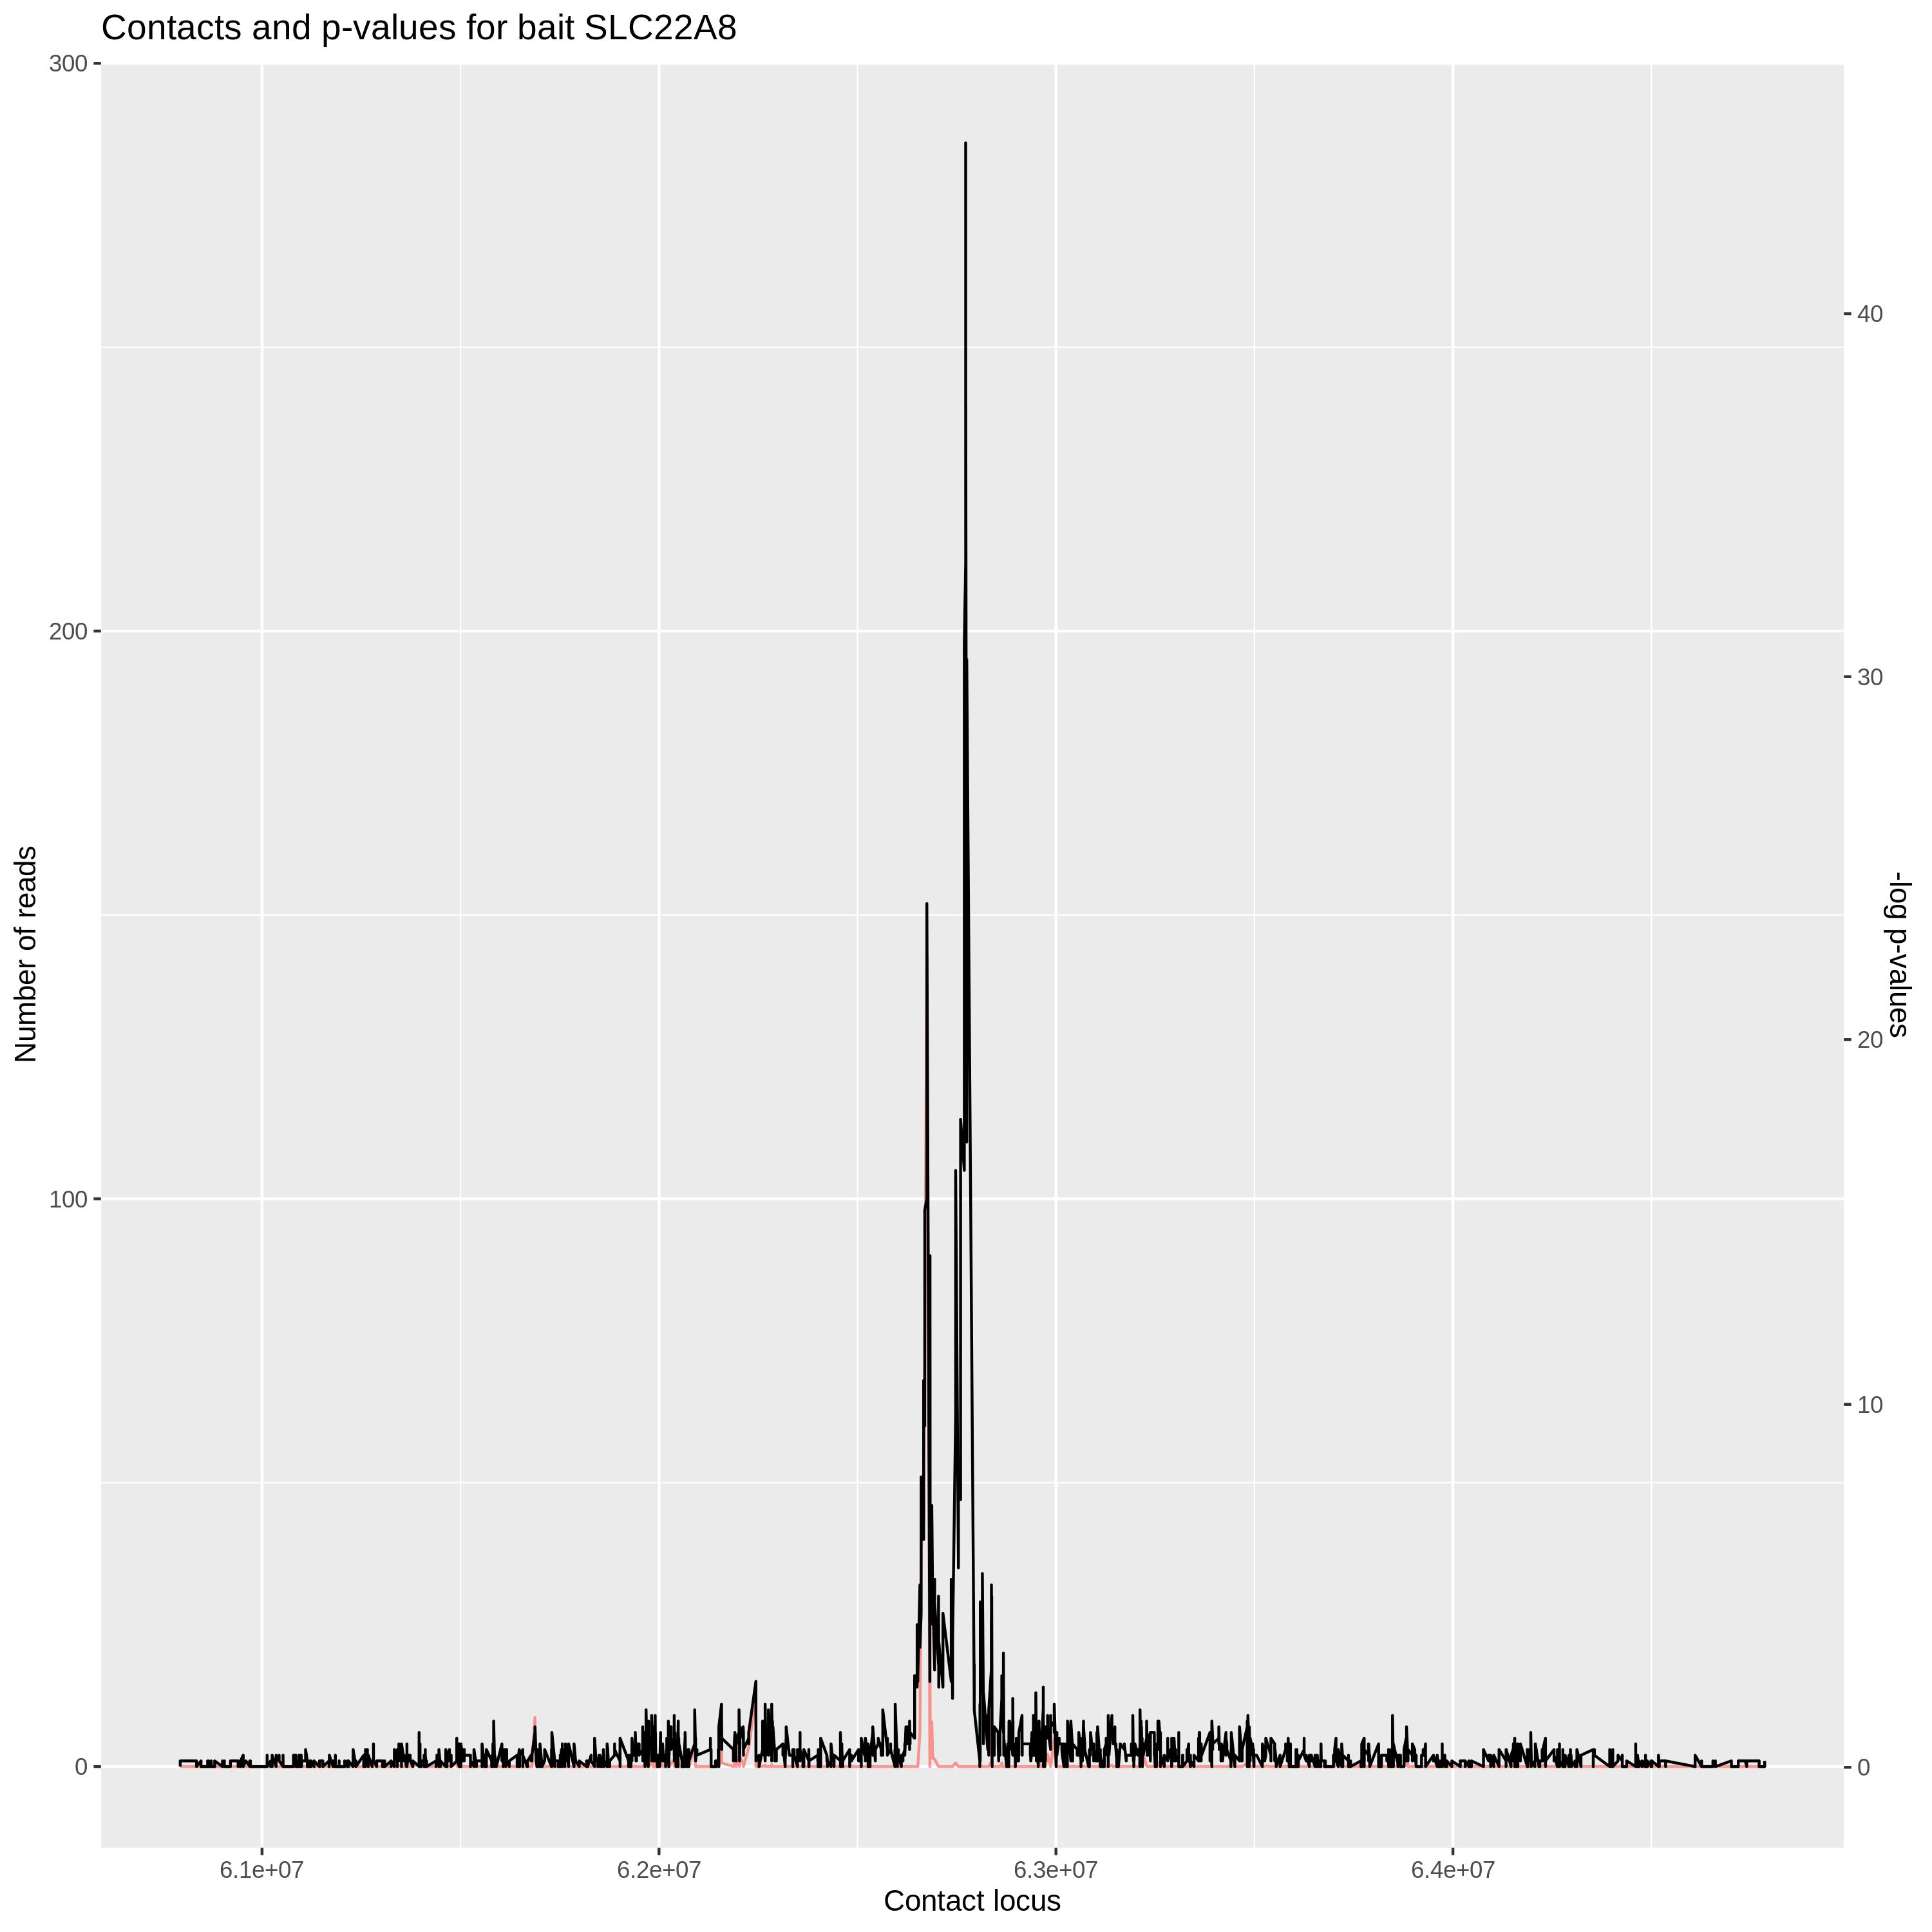 Contacts and p-values for bait SLC22A8
300
200
100
0
Number of reads
40
30
20
10
0
-log p-values
6.1e+07
6.2e+07
6.3e+07
6.4e+07
Contact locus